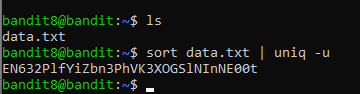 bandit8@bandit:~$ ls
data.txt
bandit8@bandit:~$ sort data.txt | uniq -u
EN632PlfYiZbn3PhVK3XOGSlNInNE00t
bandit8@bandit:~$